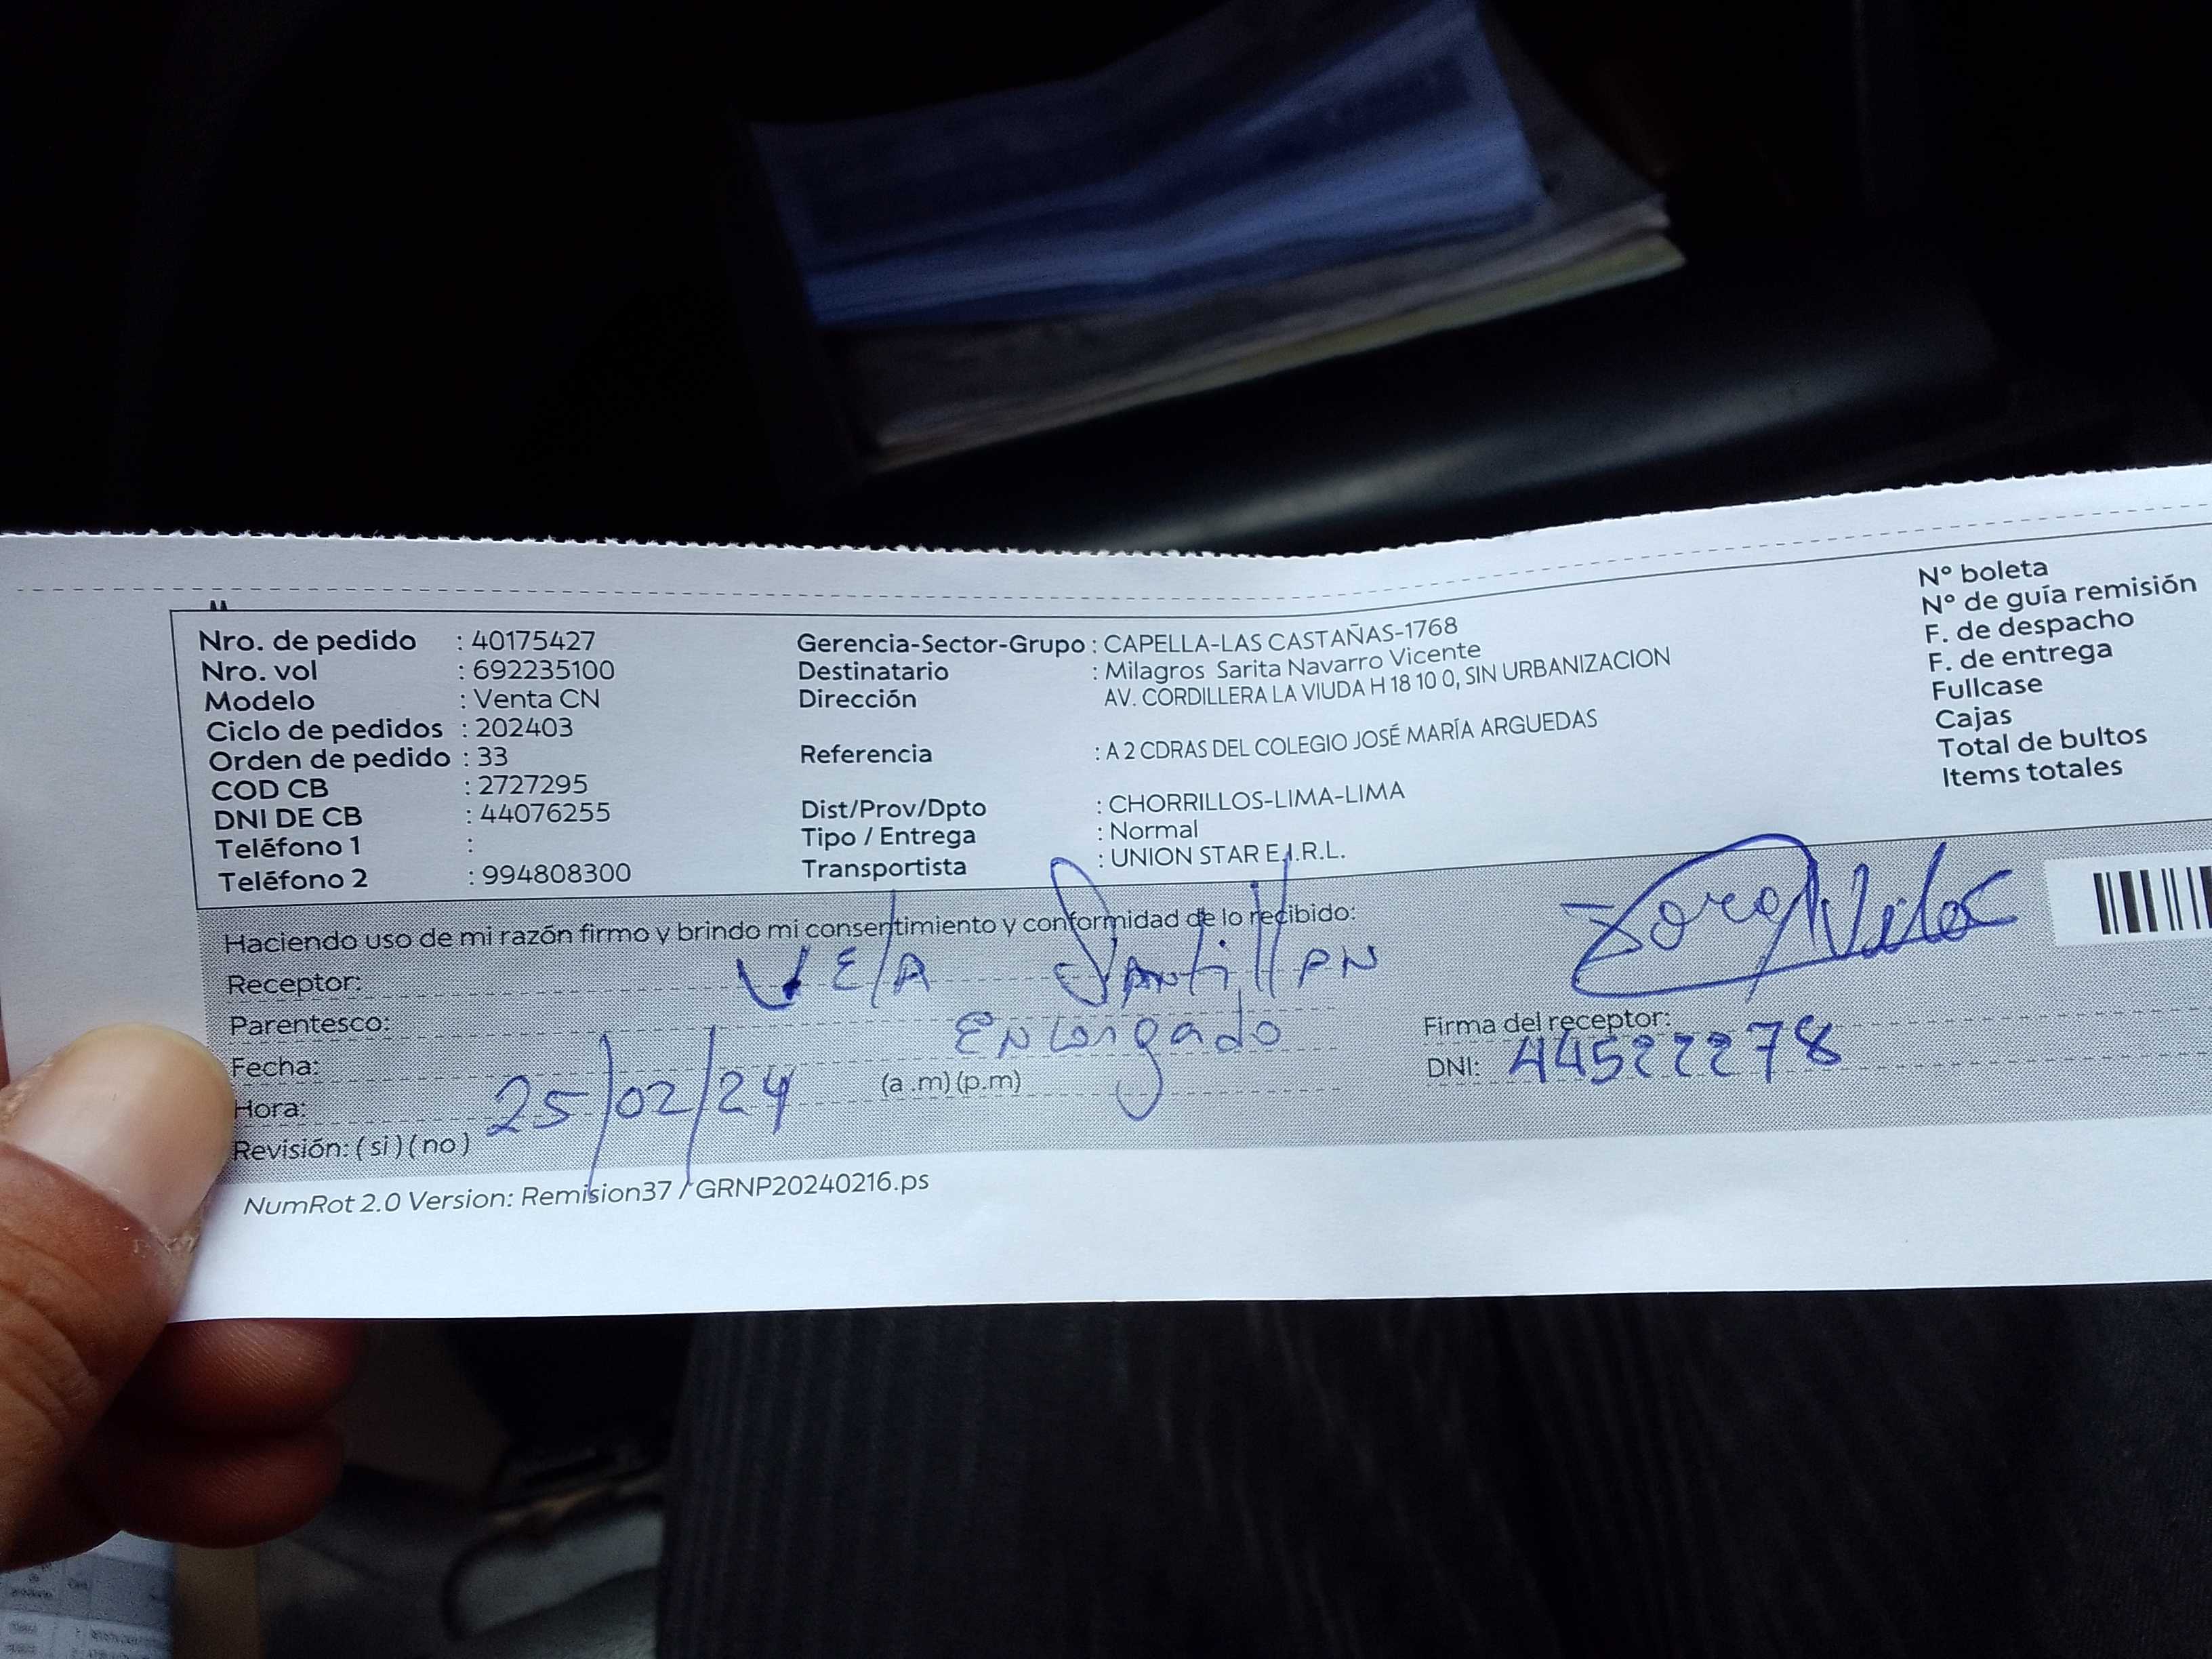 Nro. de pedido : 40175427
Nro. vol : 692235100
Modelo : Venta CN
Ciclo de pedidos : 202403
Orden de pedido : 33
COD CB : 2727295
DNI DE CB : 44076255
Teléfono 1 :
Teléfono 2 : 994808300
Gerencia-Sector-Grupo : CAPELLA-LAS CASTAÑAS-1768
Destinatario : Milagros Sarita Navarro Vicente
Dirección AV. CORDILLERA LA VIUDA H 18 10 0, SIN URBANIZACION
Referencia : A 2 CDRAS DEL COLEGIO JOSÉ MARÍA ARGUEDAS
Dist/Prov/Dpto : CHORRILLOS-LIMA-LIMA
Tipo / Entrega : Normal
Transportista : UNION STAR E.I.R.L.
N° boleta
N° de guía remisión
F. de despacho
F. de entrega
Fullcase
Cajas
Total de bultos
Items totales
Haciendo uso de mi razón firmo y brindo mi consentimiento y conformidad de lo recibido:
Receptor: VElA SAntillAN
Parentesco: Encargado
Fecha: 25/02/24
Hora: (a .m) (p.m)
Revisión: ( si ) ( no )
Firma del receptor:
DNI: 44522278
NumRot 2.0 Version: Remision37 / GRNP20240216.ps